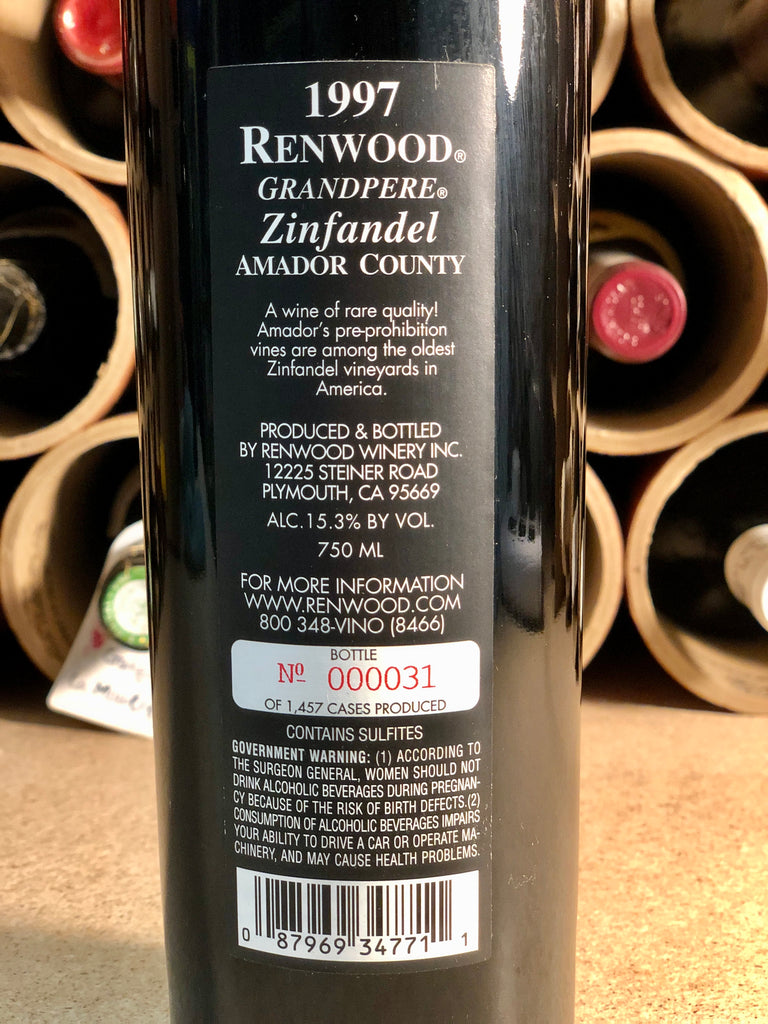 1997
RENWOOD®
GRANDPERE®
Zinfandel
AMADOR COUNTY
A wine of rare quality!
Amador's pre-prohibition
vines are among the oldest
Zinfandel vineyards in
America.
PRODUCED & BOTTLED
BY RENWOOD WINERY INC.
12225 STEINER ROAD
PLYMOUTH, CA 95669
ALC.15.3% BY VOL.
750 ML
FOR MORE INFORMATION
WWW.RENWOOD.COM
800 348-VINO (8466)
BOTTLE
Nº 000031
OF 1,457 CASES PRODUCED
CONTAINS SULFITES
GOVERNMENT WARNING: (1) ACCORDING TO
THE SURGEON GENERAL, WOMEN SHOULD NOT
DRINK ALCOHOLIC BEVERAGES DURING PREGNAN-
CY BECAUSE OF THE RISK OF BIRTH DEFECTS.(2)
CONSUMPTION OF ALCOHOLIC BEVERAGES IMPAIRS
YOUR ABILITY TO DRIVE A CAR OR OPERATE MA-
CHINERY, AND MAY CAUSE HEALTH PROBLEMS.
0 87969 34771 1